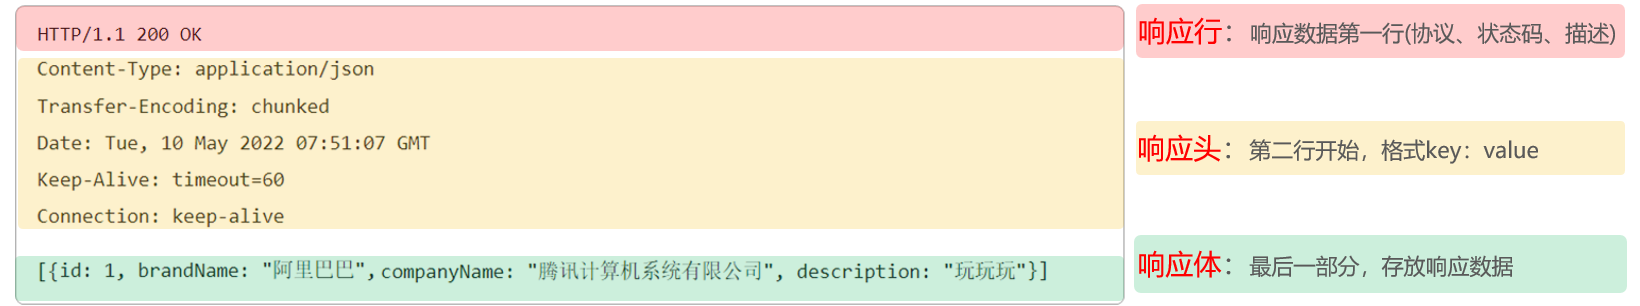 HTTP/1.1 200 OK
响应行：响应数据第一行(协议、状态码、描述)
Content-Type: application/json
Transfer-Encoding: chunked
Date: Tue, 10 May 2022 07:51:07 GMT
响应头：第二行开始，格式key：value
Keep-Alive: timeout=60
Connection: keep-alive
[{id: 1, brandName: "阿里巴巴",companyName: "腾讯计算机系统有限公司", description: "玩玩玩"}]
响应体：最后一部分，存放响应数据